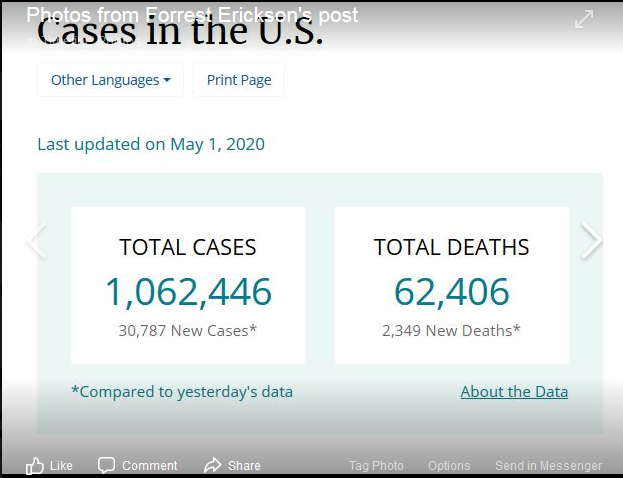 Photos from Forrest Erickson's post
Cases in the U.S.
Other Languages
Print Page
Last updated on May 1, 2020
TOTAL CASES
1,062,446
30,787 New Cases*
TOTAL DEATHS
62,406
2,349 New Deaths*
*Compared to yesterday's data
About the Data
Like
Comment
Share
Tag Photo
Options
Send in Messenger